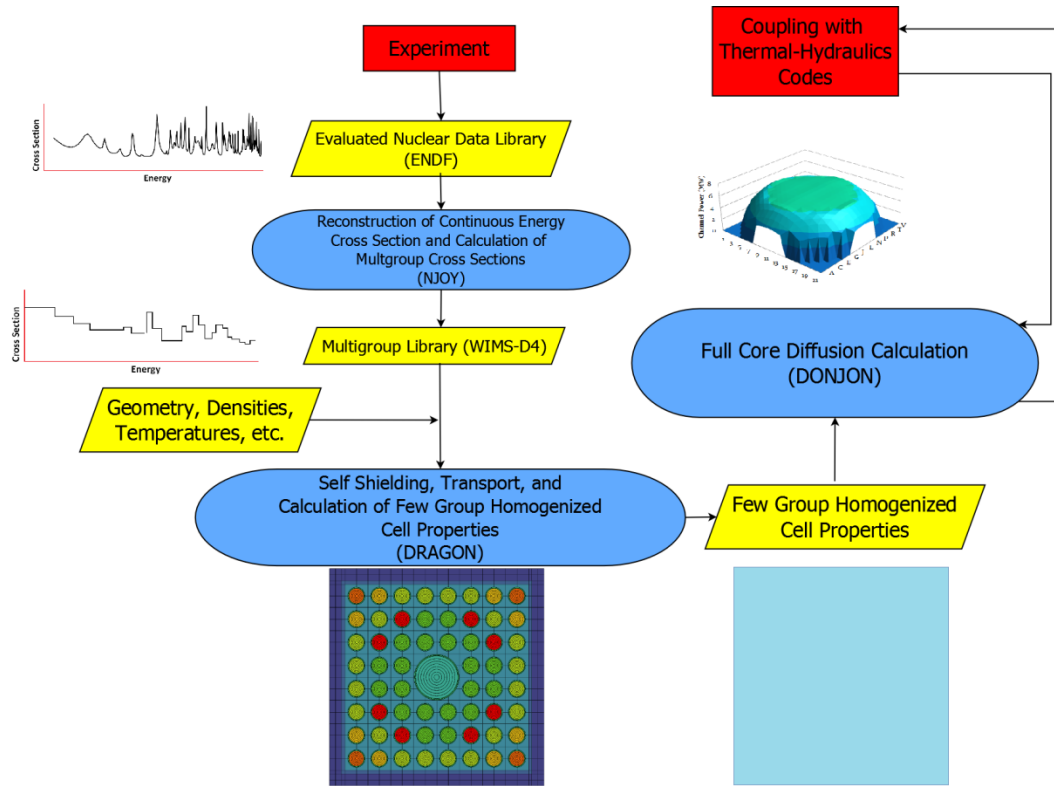 Experiment
Evaluated Nuclear Data Library
(ENDF)
Cross Section
Energy
Reconstruction of Continuous Energy
Cross Section and Calculation of
Multgroup Cross Sections
(NJOY)
Cross Section
Energy
Multigroup Library (WIMS-D4)
Geometry, Densities,
Temperatures, etc.
Self Shielding, Transport, and
Calculation of Few Group Homogenized
Cell Properties
(DRAGON)
Few Group Homogenized
Cell Properties
Full Core Diffusion Calculation
(DONJON)
Channel Power (MW)
Coupling with
Thermal-Hydraulics
Codes